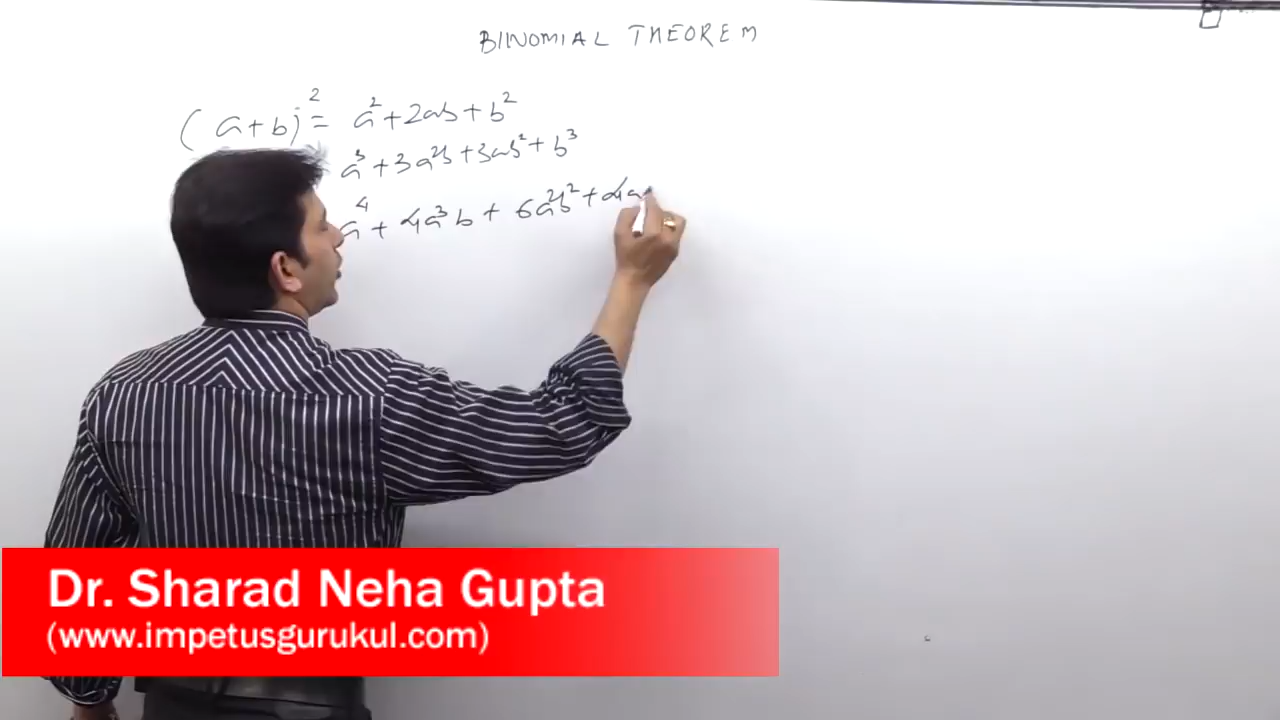 BINOMIAL THEOREM
(a+b)² = a² + 2ab + b²
a³ + 3a²b + 3ab² + b³
a⁴ + 4a³b + 6a²b² + 4a
Dr. Sharad Neha Gupta
(www.impetusgurukul.com)